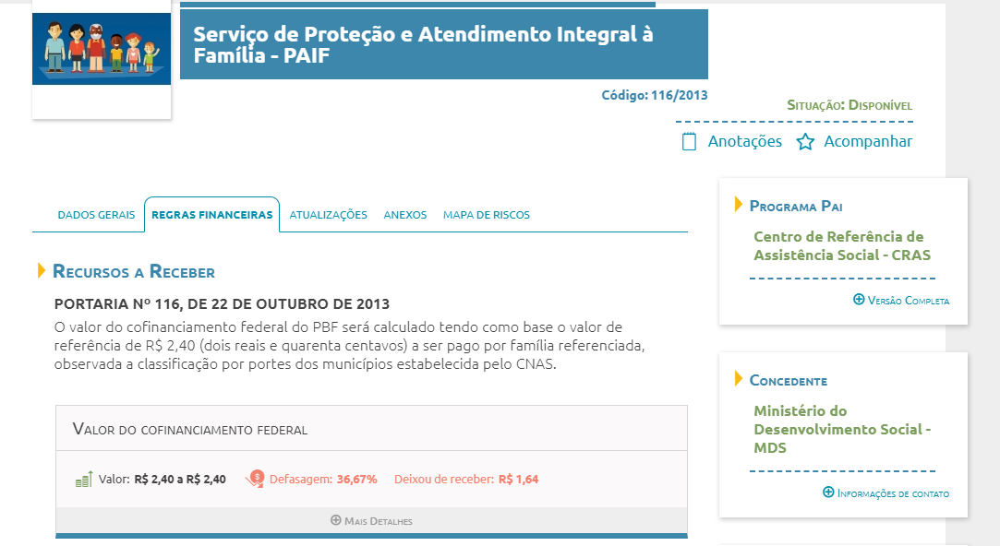 Serviço de Proteção e Atendimento Integral à
Família - PAIF
Código: 116/2013
Situação: Disponível
Anotações
Acompanhar
DADOS GERAIS
REGRAS FINANCEIRAS
ATUALIZAÇÕES
ANEXOS
MAPA DE RISCOS
Recursos a Receber
PORTARIA Nº 116, DE 22 DE OUTUBRO DE 2013
O valor do cofinanciamento federal do PBF será calculado tendo como base o valor de
referência de R$ 2,40 (dois reais e quarenta centavos) a ser pago por família referenciada,
observada a classificação por portes dos municípios estabelecida pelo CNAS.
Valor do cofinanciamento federal
Valor: R$ 2,40 a R$ 2,40
Defasagem: 36,67%
Deixou de receber: R$ 1,64
Mais Detalhes
Programa Pai
Centro de Referência de
Assistência Social - CRAS
Versão Completa
Concedente
Ministério do
Desenvolvimento Social -
MDS
Informações de contato